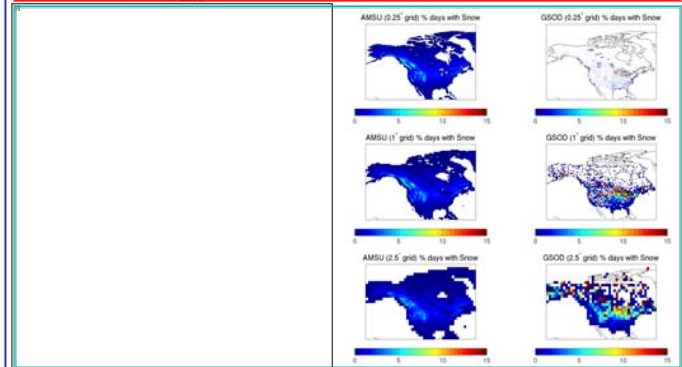 AMSU (0.25° grid) % days with Snow
GSOD (0.25° grid) % days with Snow
0 5 10 15
0 5 10 15
AMSU (1° grid) % days with Snow
GSOD (1° grid) % days with Snow
0 5 10 15
0 5 10 15
AMSU (2.5° grid) % days with Snow
GSOD (2.5° grid) % days with Snow
0 5 10 15
0 5 10 15